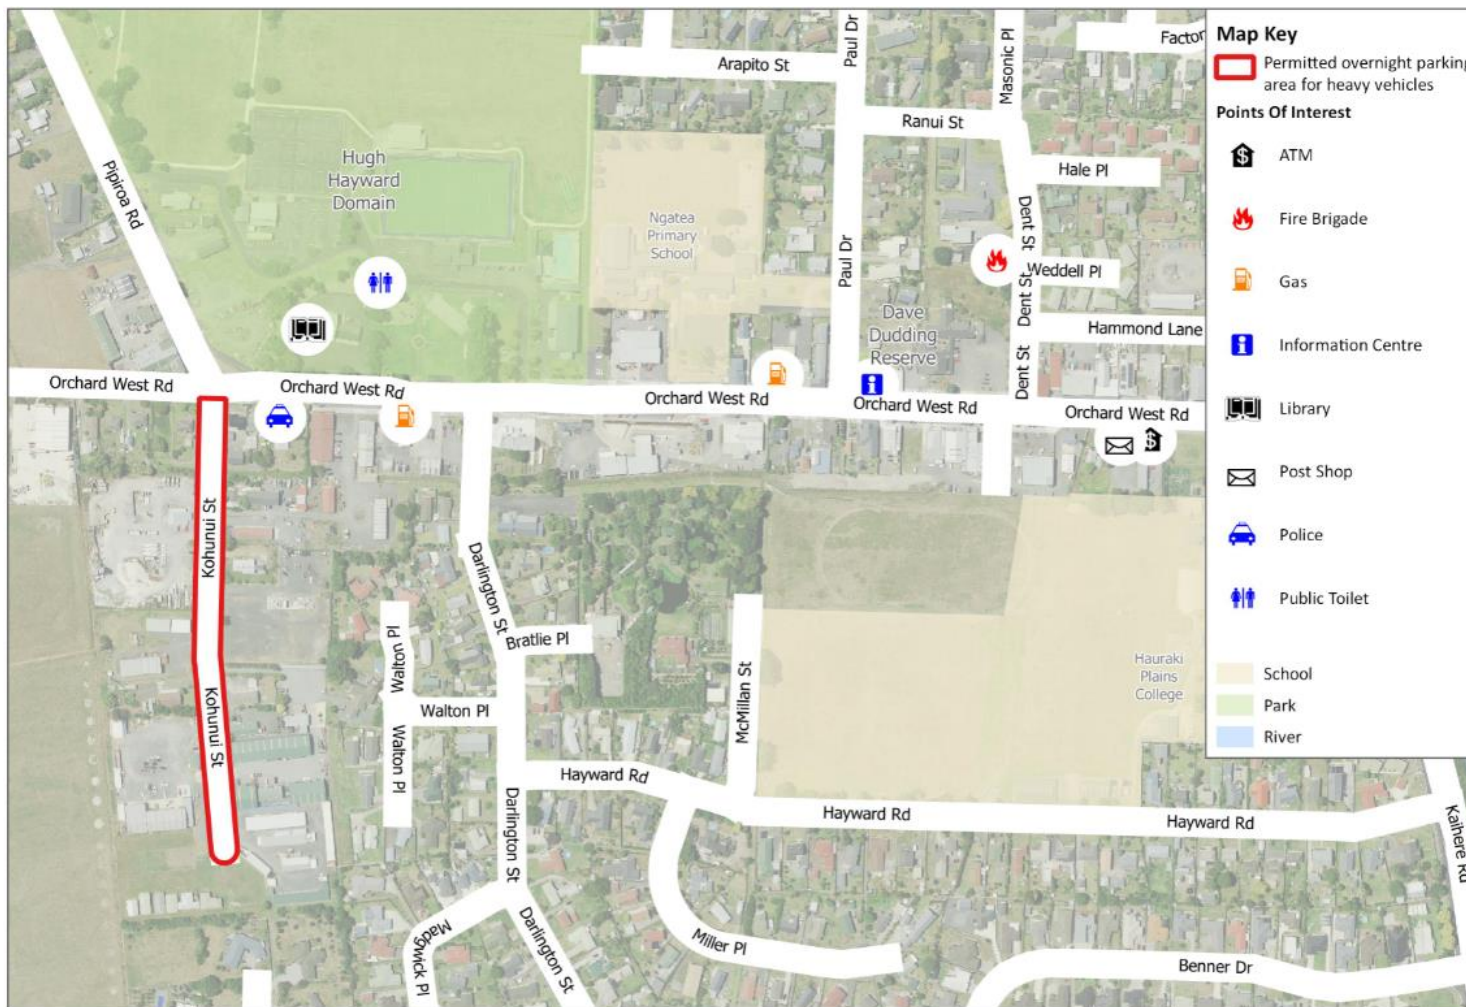 Paul Dr
Masonic Pl
Factor
Arapito St
Ranui St
Hale Pl
Pipiroa Rd
Hugh
Hayward
Domain
Ngatea
Primary
School
Paul Dr
Dent St
Weddell Pl
Dent St
Hammond Lane
Dave
Dudding
Reserve
Dent St
Orchard West Rd
Orchard West Rd
Orchard West Rd
Orchard West Rd
Orchard West Rd
Kohunui St
Darlington St
Bratlie Pl
Walton Pl
Walton Pl
Walton Pl
McMillan St
Hauraki
Plains
College
Kohunui St
Hayward Rd
Hayward Rd
Hayward Rd
Kaihere Rd
Darlington St
Madgwick Pl
Darlington St
Miller Pl
Benner Dr
Map Key
Permitted overnight parking
area for heavy vehicles
Points Of Interest
$ ATM
Fire Brigade
Gas
i Information Centre
Library
Post Shop
Police
Public Toilet
School
Park
River